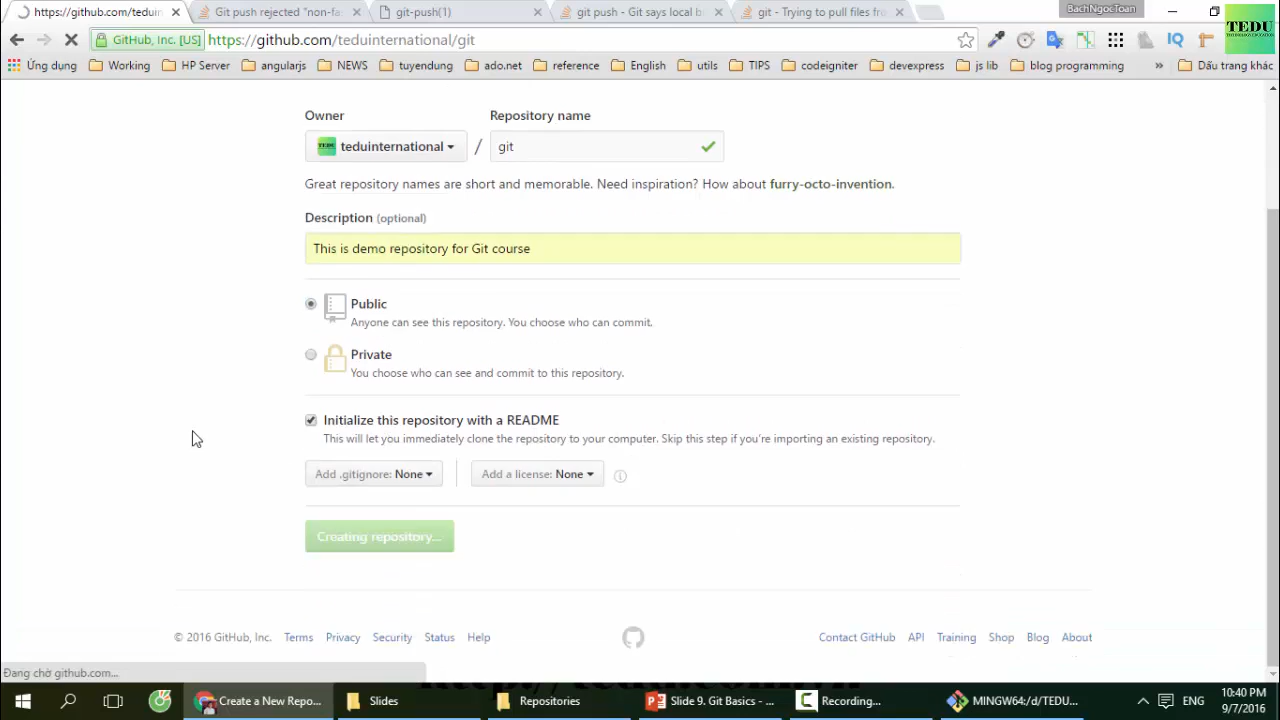 https://github.com/teduin
Git push rejected "non-fa
git-push(1)
git push - Git says local b
git - Trying to pull files fr
BachNgocToan
GitHub, Inc. [US]
https://github.com/teduinternational/git
TEDU
Ứng dụng
Working
HP Server
angularjs
NEWS
tuyendung
ado.net
reference
English
utils
TIPS
codeigniter
devexpress
js lib
blog programming
»
Dấu trang khác
Owner
Repository name
teduinternational
/
git
Great repository names are short and memorable. Need inspiration? How about furry-octo-invention.
Description (optional)
This is demo repository for Git course
Public
Anyone can see this repository. You choose who can commit.
Private
You choose who can see and commit to this repository.
Initialize this repository with a README
This will let you immediately clone the repository to your computer. Skip this step if you're importing an existing repository.
Add .gitignore: None
Add a license: None
Creating repository...
© 2016 GitHub, Inc.
Terms
Privacy
Security
Status
Help
Contact GitHub
API
Training
Shop
Blog
About
Đang chờ github.com...
Create a New Repo...
Slides
Repositories
Slide 9. Git Basics - ...
Recording...
MINGW64:/d/TEDU...
ENG
10:40 PM
9/7/2016